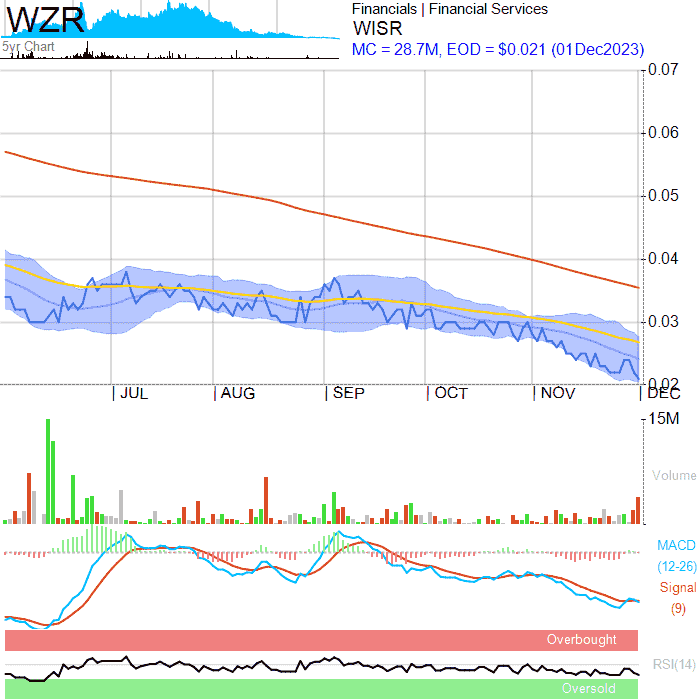 WZR
5yr Chart
Financials | Financial Services
WISR
MC = 28.7M, EOD = $0.021 (01Dec2023)
0.07
0.06
0.05
0.04
0.03
0.02
JUL AUG SEP OCT NOV DEC
15M
Volume
MACD
(12-26)
Signal
(9)
Overbought
RSI(14)
Oversold